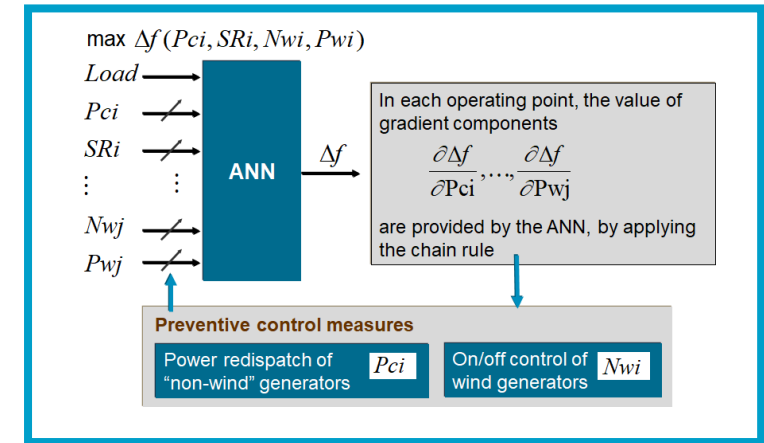 max Δf (Pci, SRi, Nwi, Pwi)
Load
Pci
SRi
⋮ ⋮
Nwj
Pwj
ANN
Δf
In each operating point, the value of
gradient components
∂Δf/∂Pci ,…, ∂Δf/∂Pwj
are provided by the ANN, by applying
the chain rule
Preventive control measures
Power redispatch of
“non-wind” generators
Pci
On/off control of
wind generators
Nwi